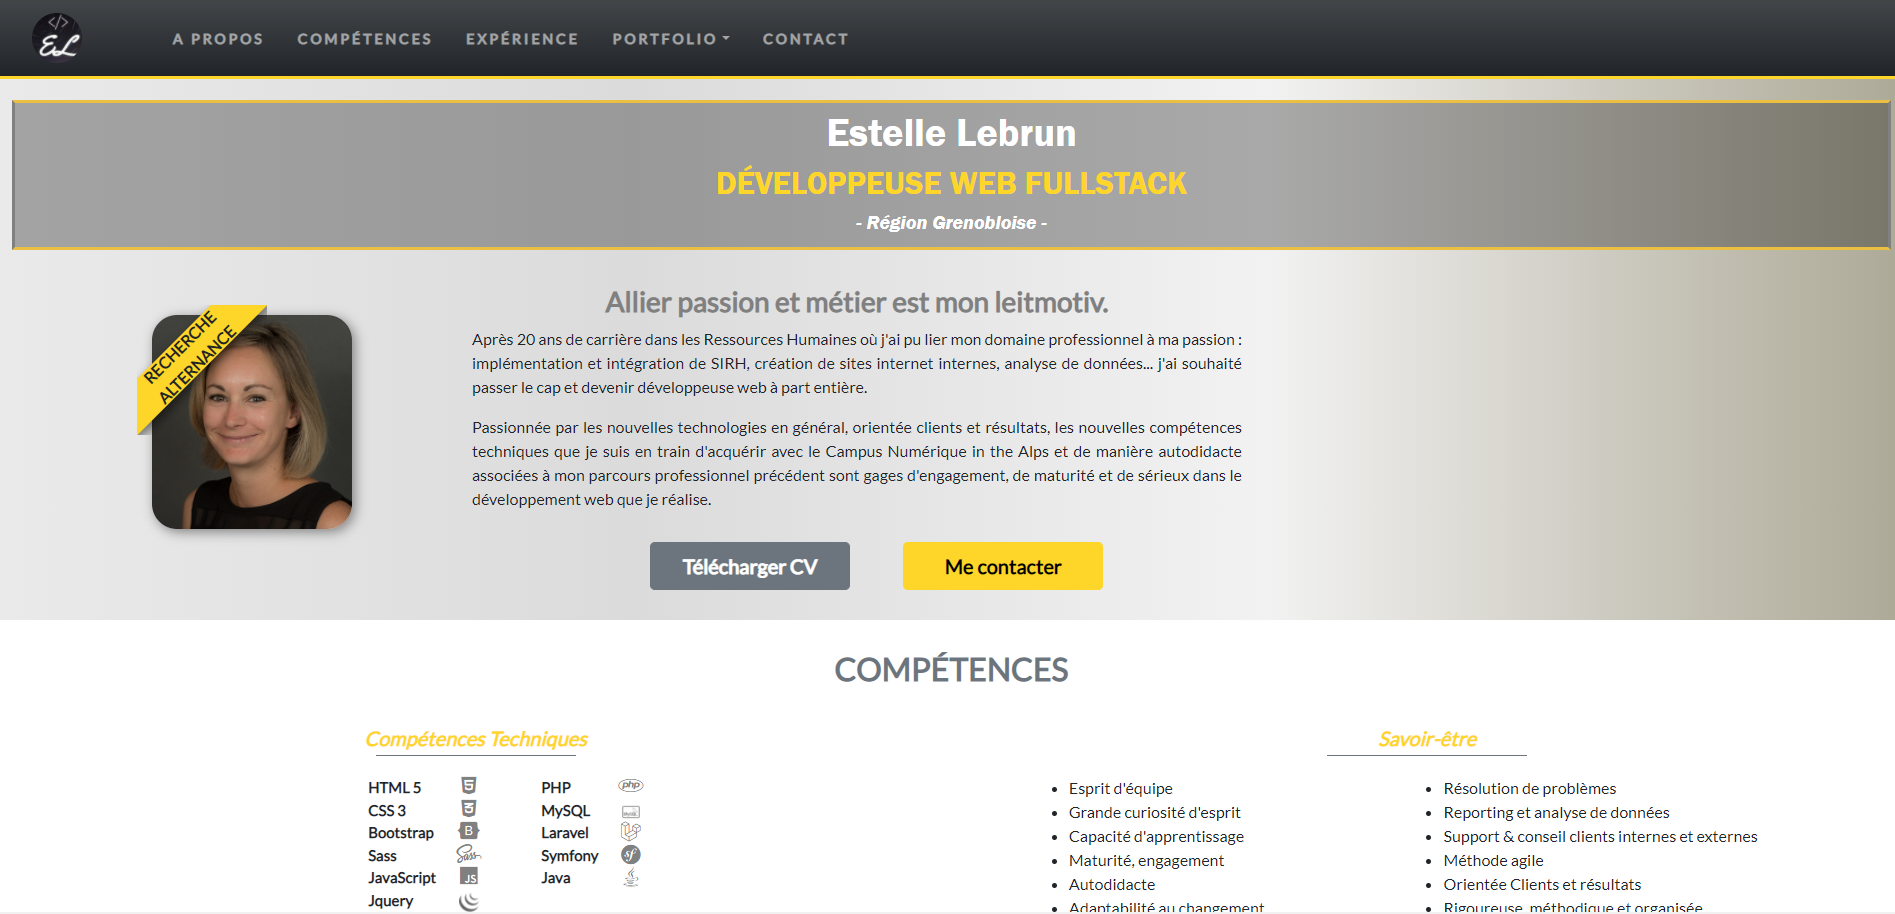 </> EL
A PROPOS COMPÉTENCES EXPÉRIENCE PORTFOLIO CONTACT
Estelle Lebrun
DÉVELOPPEUSE WEB FULLSTACK
- Région Grenobloise -
RECHERCHE
ALTERNANCE
Allier passion et métier est mon leitmotiv.
Après 20 ans de carrière dans les Ressources Humaines où j'ai pu lier mon domaine professionnel à ma passion :
implémentation et intégration de SIRH, création de sites internet internes, analyse de données... j'ai souhaité
passer le cap et devenir développeuse web à part entière.
Passionnée par les nouvelles technologies en général, orientée clients et résultats, les nouvelles compétences
techniques que je suis en train d'acquérir avec le Campus Numérique in the Alps et de manière autodidacte
associées à mon parcours professionnel précédent sont gages d'engagement, de maturité et de sérieux dans le
développement web que je réalise.
Télécharger CV Me contacter
COMPÉTENCES
Compétences Techniques
HTML 5
CSS 3
Bootstrap B
Sass Sass
JavaScript JS
Jquery
PHP php
MySQL MySQL
Laravel
Symfony sf
Java
Savoir-être
• Esprit d'équipe
• Grande curiosité d'esprit
• Capacité d'apprentissage
• Maturité, engagement
• Autodidacte
• Adaptabilité au changement
• Résolution de problèmes
• Reporting et analyse de données
• Support & conseil clients internes et externes
• Méthode agile
• Orientée Clients et résultats
• Rigoureuse, méthodique et organisée